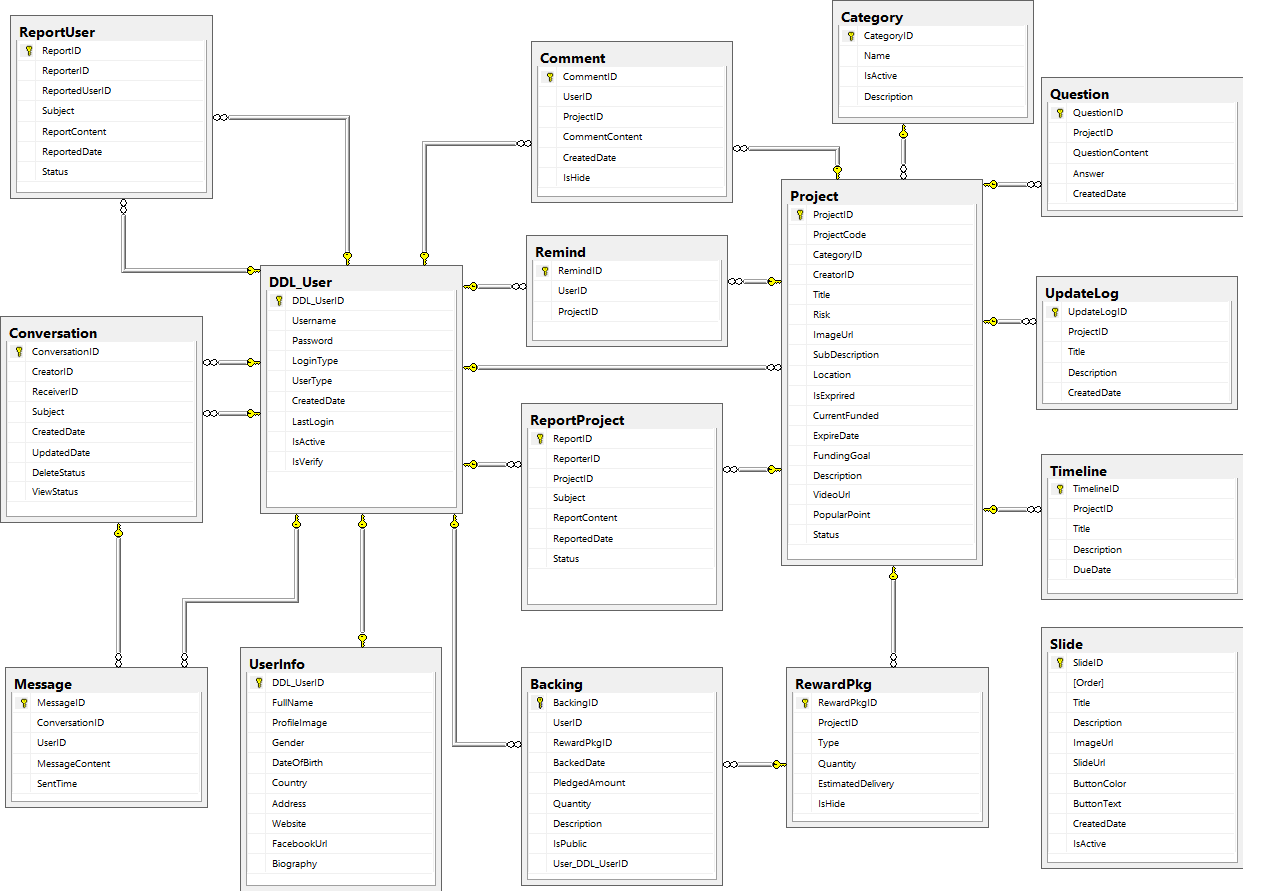 ReportUser
ReportID
ReporterID
ReportedUserID
Subject
ReportContent
ReportedDate
Status
Comment
CommentID
UserID
ProjectID
CommentContent
CreatedDate
IsHide
Category
CategoryID
Name
IsActive
Description
Question
QuestionID
ProjectID
QuestionContent
Answer
CreatedDate
DDL_User
DDL_UserID
Username
Password
LoginType
UserType
CreatedDate
LastLogin
IsActive
IsVerify
Remind
RemindID
UserID
ProjectID
Project
ProjectID
ProjectCode
CategoryID
CreatorID
Title
Risk
ImageUrl
SubDescription
Location
IsExprired
CurrentFunded
ExpireDate
FundingGoal
Description
VideoUrl
PopularPoint
Status
UpdateLog
UpdateLogID
ProjectID
Title
Description
CreatedDate
Conversation
ConversationID
CreatorID
ReceiverID
Subject
CreatedDate
UpdatedDate
DeleteStatus
ViewStatus
ReportProject
ReportID
ReporterID
ProjectID
Subject
ReportContent
ReportedDate
Status
Timeline
TimelineID
ProjectID
Title
Description
DueDate
Message
MessageID
ConversationID
UserID
MessageContent
SentTime
UserInfo
DDL_UserID
FullName
ProfileImage
Gender
DateOfBirth
Country
Address
Website
FacebookUrl
Biography
Backing
BackingID
UserID
RewardPkgID
BackedDate
PledgedAmount
Quantity
Description
IsPublic
User_DDL_UserID
RewardPkg
RewardPkgID
ProjectID
Type
Quantity
EstimatedDelivery
IsHide
Slide
SlideID
[Order]
Title
Description
ImageUrl
SlideUrl
ButtonColor
ButtonText
CreatedDate
IsActive